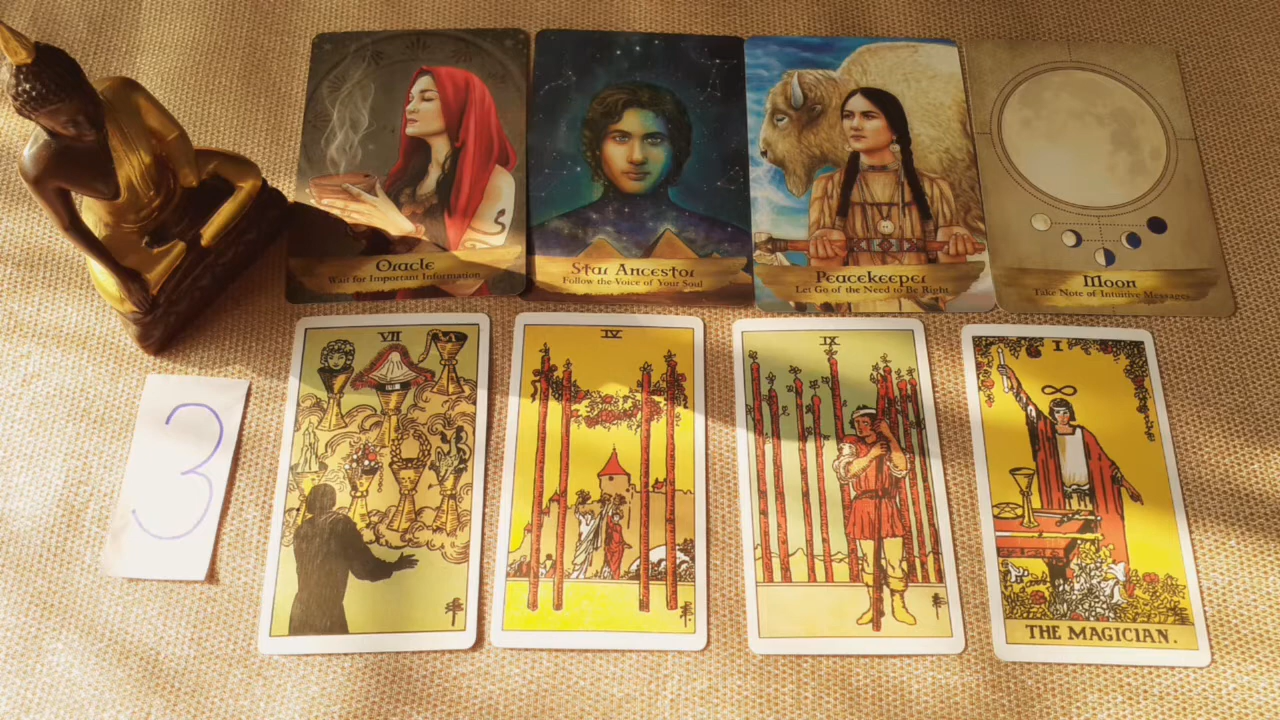 Oracle
Wait for Important Information
Star Ancestor
Follow the Voice of Your Soul
Peacekeeper
Let Go of the Need to Be Right
Moon
Take Note of Intuitive Messages
3
VII
IV
IX
I
THE MAGICIAN.